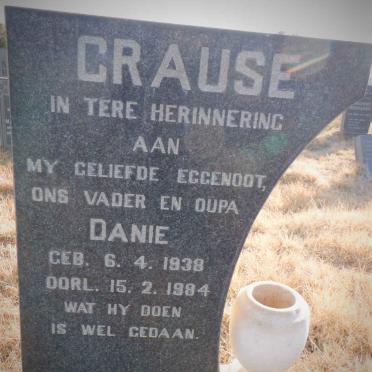 CRAUSE
IN TERE HERINNERING
AAN
MY GELIEFDE EGGENOOT,
ONS VADER EN OUPA
DANIE
GEB. 6. 4. 1938
OORL. 15. 2. 1984
WAT HY DOEN
IS WEL GEDAAN.